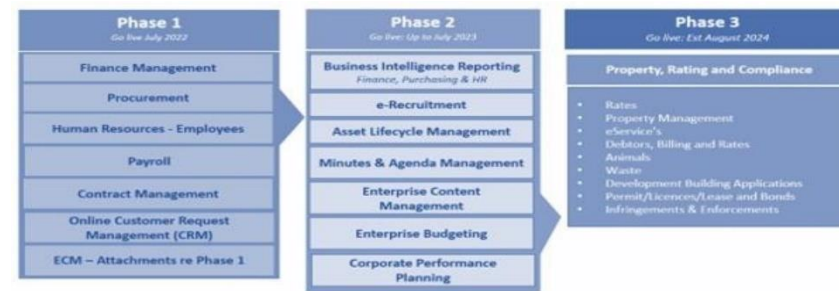 Phase 1
Go live July 2022
Finance Management
Procurement
Human Resources - Employees
Payroll
Contract Management
Online Customer Request
Management (CRM)
ECM – Attachments re Phase 1
Phase 2
Go live: Up to July 2023
Business Intelligence Reporting
Finance, Purchasing & HR
e-Recruitment
Asset Lifecycle Management
Minutes & Agenda Management
Enterprise Content
Management
Enterprise Budgeting
Corporate Performance
Planning
Phase 3
Go live: Est August 2024
Property, Rating and Compliance
• Rates
• Property Management
• eService's
• Debtors, Billing and Rates
• Animals
• Waste
• Development Building Applications
• Permit/Licences/Lease and Bonds
• Infringements & Enforcements